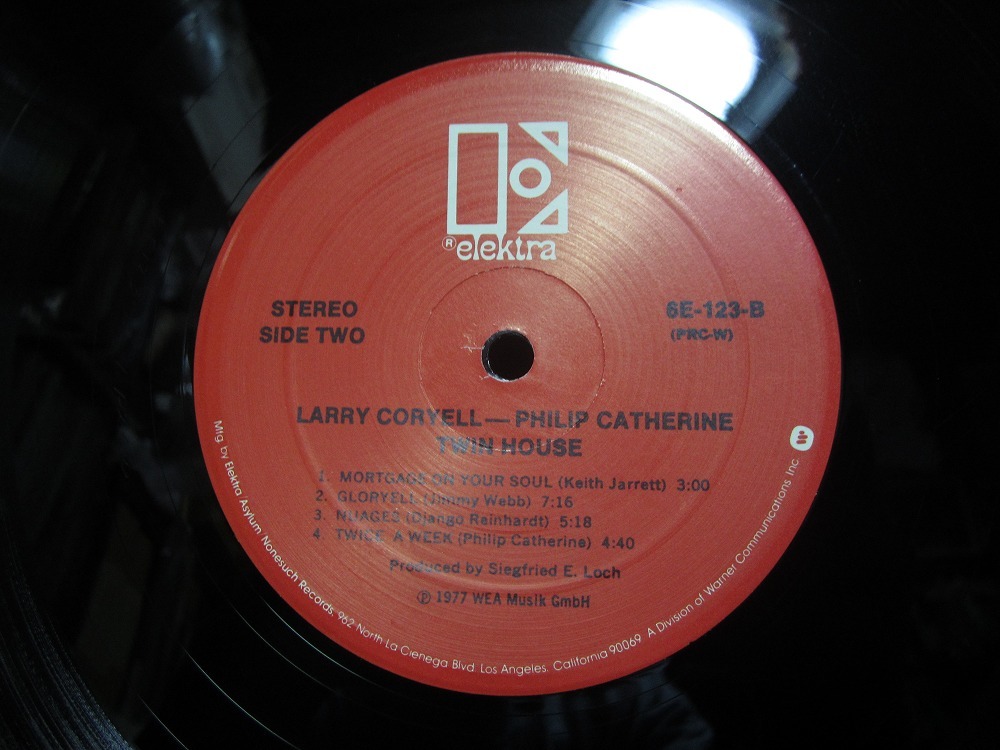 ® elektra
STEREO
SIDE TWO
6E-123-B
(PRC-W)
LARRY CORYELL—PHILIP CATHERINE
TWIN HOUSE
1. MORTGAGE ON YOUR SOUL (Keith Jarrett) 3:00
2. GLORYELL (Jimmy Webb) 7:16
3. NUAGES (Django Reinhardt) 5:18
4 TWICE A WEEK (Philip Catherine) 4:40
Produced by Siegfried E. Loch
℗ 1977 WEA Musik GmbH
Mfg by Elektra Asylum Nonesuch Records. 962 North La Cienega Blvd. Los Angeles. California 90069 A Division of Warner Communications Inc